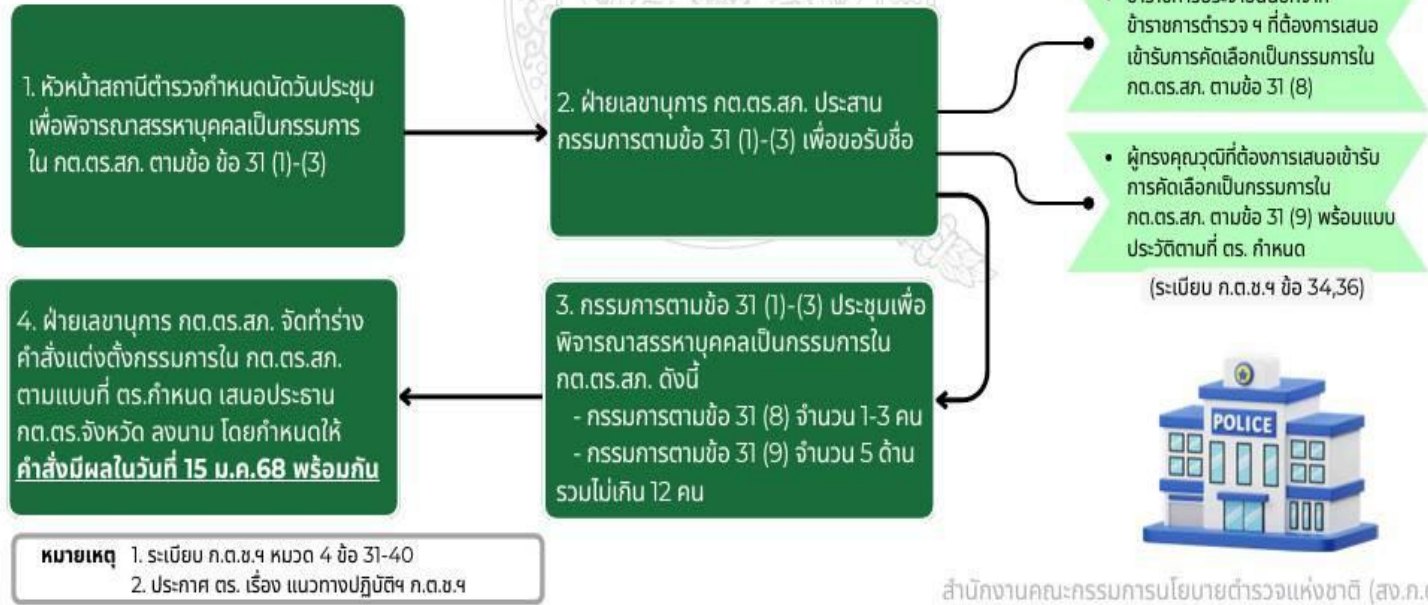 1. หัวหน้าสถานีตำรวจกำหนดนัดวันประชุม
เพื่อพิจารณาสรรหาบุคคลเป็นกรรมการ
ใน กต.ตร.สภ. ตามข้อ ข้อ 31 (1)-(3)
2. ฝ่ายเลขานุการ กต.ตร.สภ. ประสาน
กรรมการตามข้อ 31 (1)-(3) เพื่อขอรับชื่อ
ข้าราชการตำรวจ ฯ ที่ต้องการเสนอ
เข้ารับการคัดเลือกเป็นกรรมการใน
กต.ตร.สภ. ตามข้อ 31 (8)
• ผู้ทรงคุณวุฒิที่ต้องการเสนอเข้ารับ
การคัดเลือกเป็นกรรมการใน
กต.ตร.สภ. ตามข้อ 31 (9) พร้อมแบบ
ประวัติตามที่ ตร. กำหนด
(ระเบียบ ก.ต.ช.ฯ ข้อ 34,36)
3. กรรมการตามข้อ 31 (1)-(3) ประชุมเพื่อ
พิจารณาสรรหาบุคคลเป็นกรรมการใน
กต.ตร.สภ. ดังนี้
- กรรมการตามข้อ 31 (8) จำนวน 1-3 คน
- กรรมการตามข้อ 31 (9) จำนวน 5 ด้าน
รวมไม่เกิน 12 คน
4. ฝ่ายเลขานุการ กต.ตร.สภ. จัดทำร่าง
คำสั่งแต่งตั้งกรรมการใน กต.ตร.สภ.
ตามแบบที่ ตร.กำหนด เสนอประธาน
กต.ตร.จังหวัด ลงนาม โดยกำหนดให้
คำสั่งมีผลในวันที่ 15 ม.ค.68 พร้อมกัน
POLICE
หมายเหตุ 1. ระเบียบ ก.ต.ช.ฯ หมวด 4 ข้อ 31-40
2. ประกาศ ตร. เรื่อง แนวทางปฏิบัติฯ ก.ต.ช.ฯ
สำนักงานคณะกรรมการนโยบายตำรวจแห่งชาติ (สง.ก.